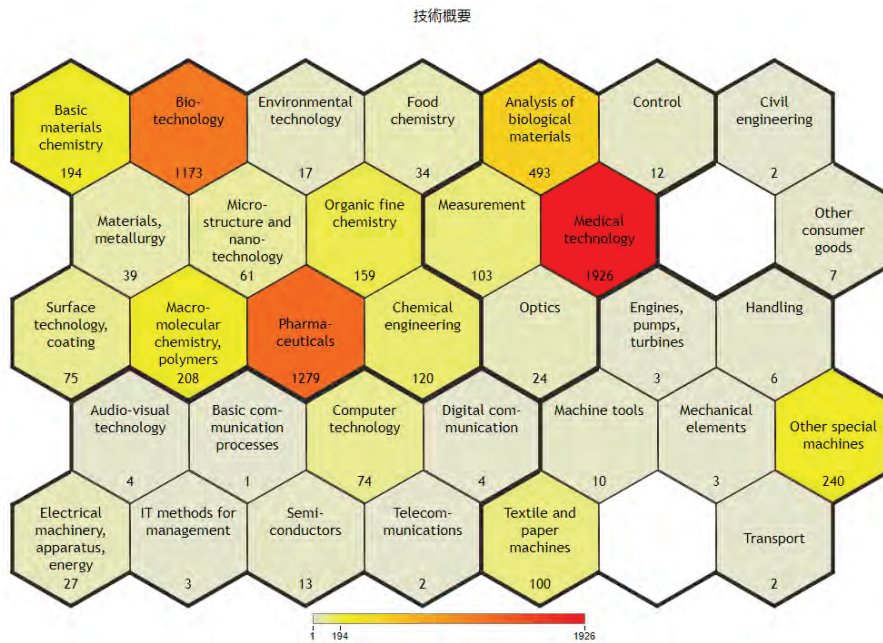 技術概要
Basic
materials
chemistry
194
Bio-
technology
1173
Environmental
technology
17
Food
chemistry
34
Analysis of
biological
materials
493
Control
12
Civil
engineering
2
Materials,
metallurgy
39
Micro-
structure and
nano-
technology
61
Organic fine
chemistry
159
Measurement
103
Medical
technology
1926
Other
consumer
goods
7
Surface
technology,
coating
75
Macro-
molecular
chemistry,
polymers
208
Pharma-
ceuticals
1279
Chemical
engineering
120
Optics
24
Engines,
pumps,
turbines
3
Handling
6
Audio-visual
technology
4
Basic com-
munication
processes
1
Computer
technology
74
Digital com-
munication
4
Machine tools
10
Mechanical
elements
3
Other special
machines
240
Electrical
machinery,
apparatus,
energy
27
IT methods for
management
3
Semi-
conductors
13
Telecom-
munications
2
Textile and
paper
machines
100
Transport
2
1
194
1926